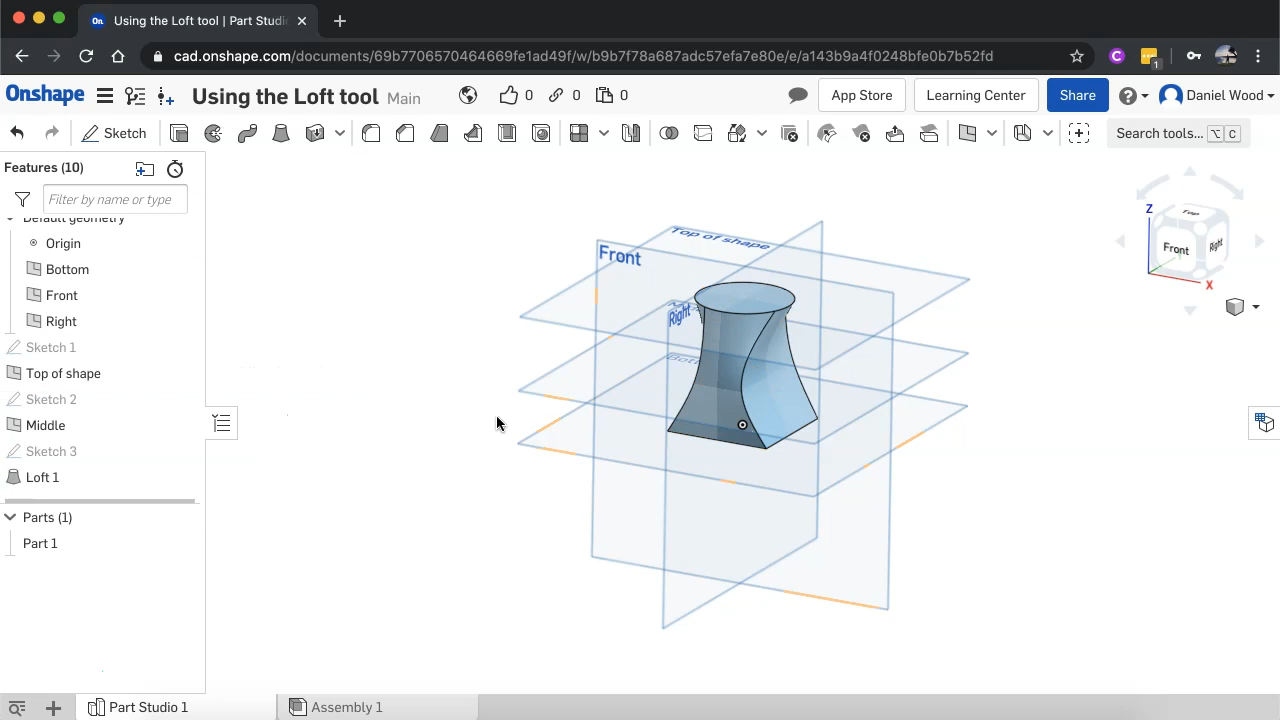 Using the Loft tool | Part Studi
cad.onshape.com/documents/69b7706570464669fe1ad49f/w/b9b7f78a687adc57efa7e80e/e/a143b9a4f0248bfe0b7b52fd
Onshape Using the Loft tool Main 0 0 0 App Store Learning Center Share Daniel Wood
Sketch Search tools... ⌥ C
Features (10)
Filter by name or type
Default geometry
Origin
Bottom
Front
Right
Sketch 1
Top of shape
Sketch 2
Middle
Sketch 3
Loft 1
Parts (1)
Part 1
Top of shape
Front
Right
Z
Top
Front
Right
X
Part Studio 1
Assembly 1